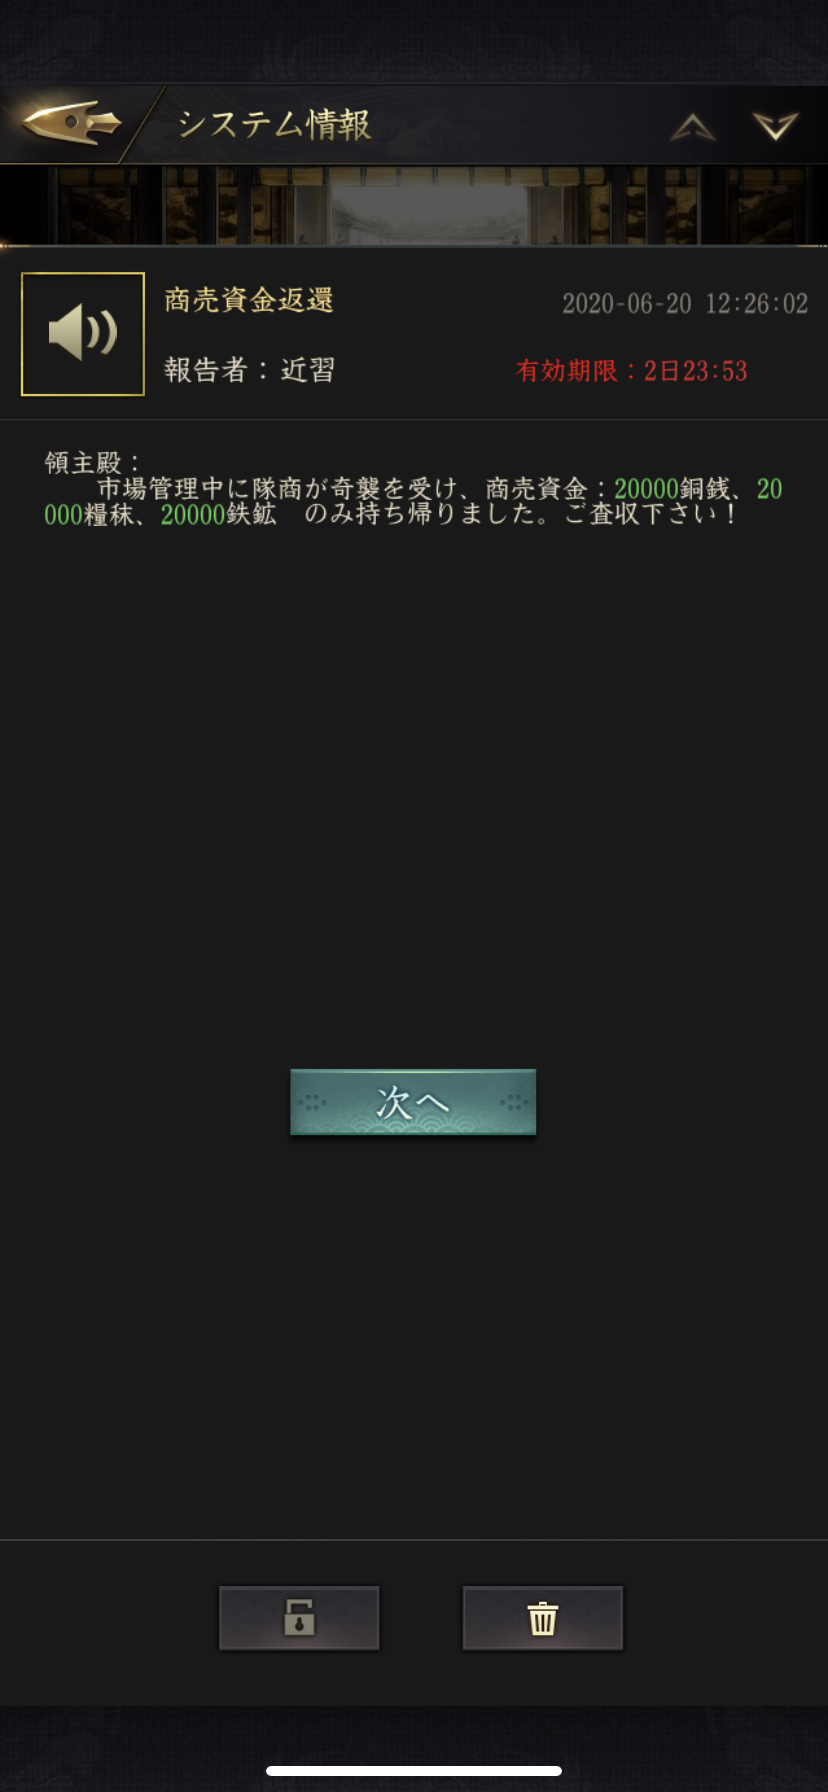 システム情報
商売資金返還
2020-06-20 12:26:02
報告者：近習
有効期限：2日23:53
領主殿：
市場管理中に隊商が奇襲を受け、商売資金：20000銅銭、20
000糧秣、20000鉄鉱　のみ持ち帰りました。ご査収下さい！
次へ